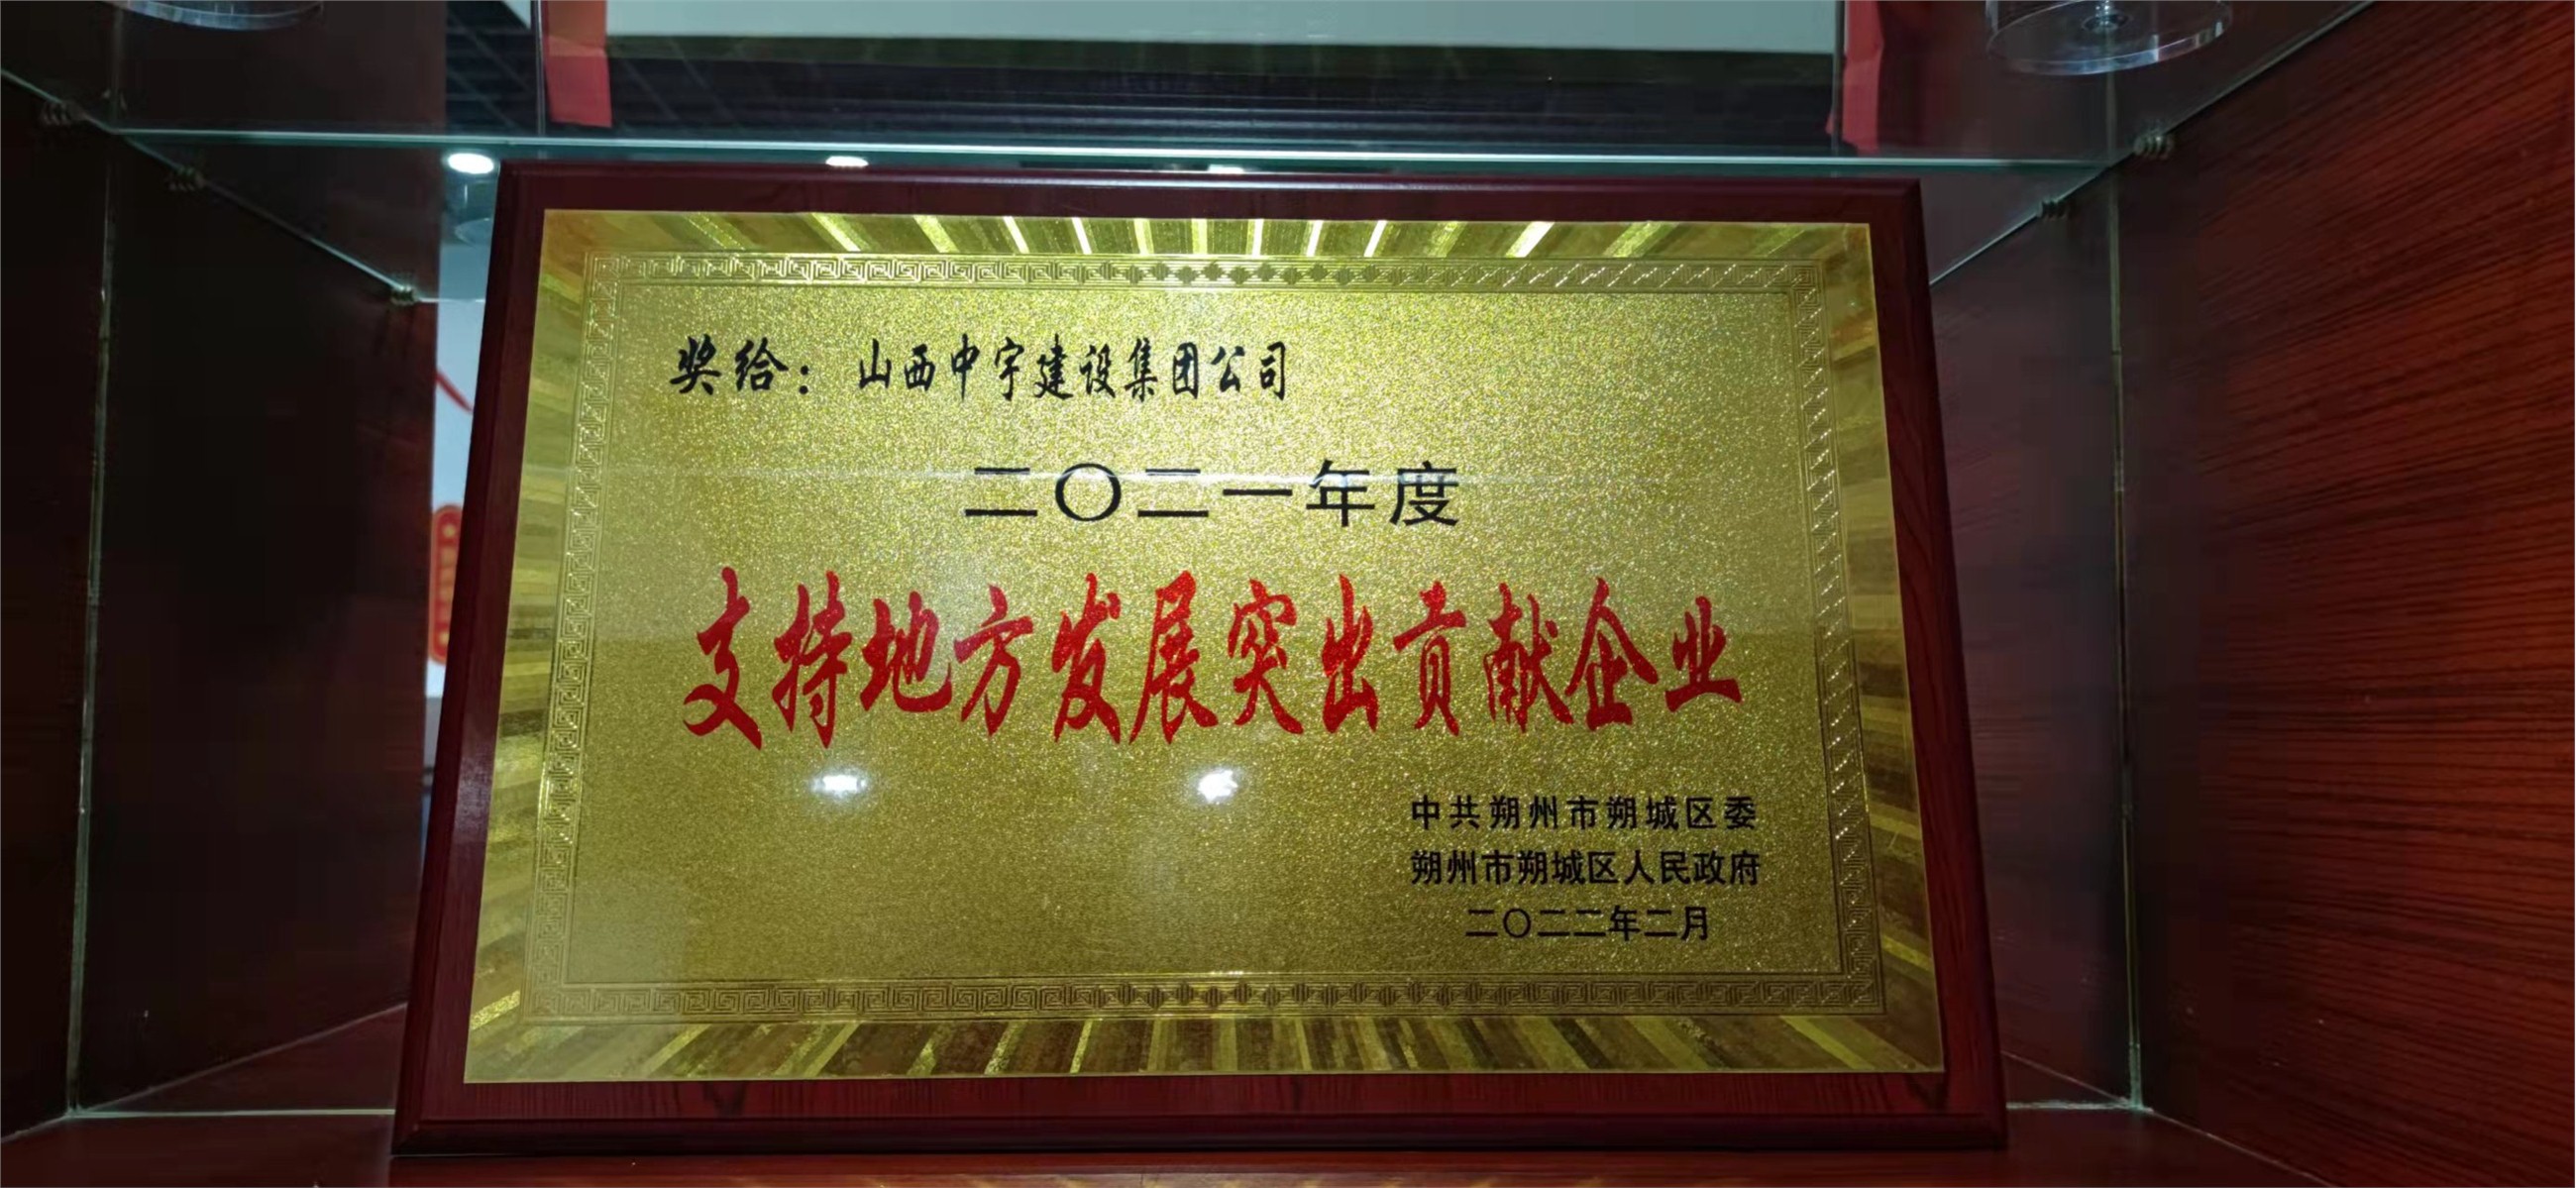 奖给：山西中宇建设集团公司
二〇二一年度
支持地方发展突出贡献企业
中共朔州市朔城区委
朔州市朔城区人民政府
二〇二二年二月